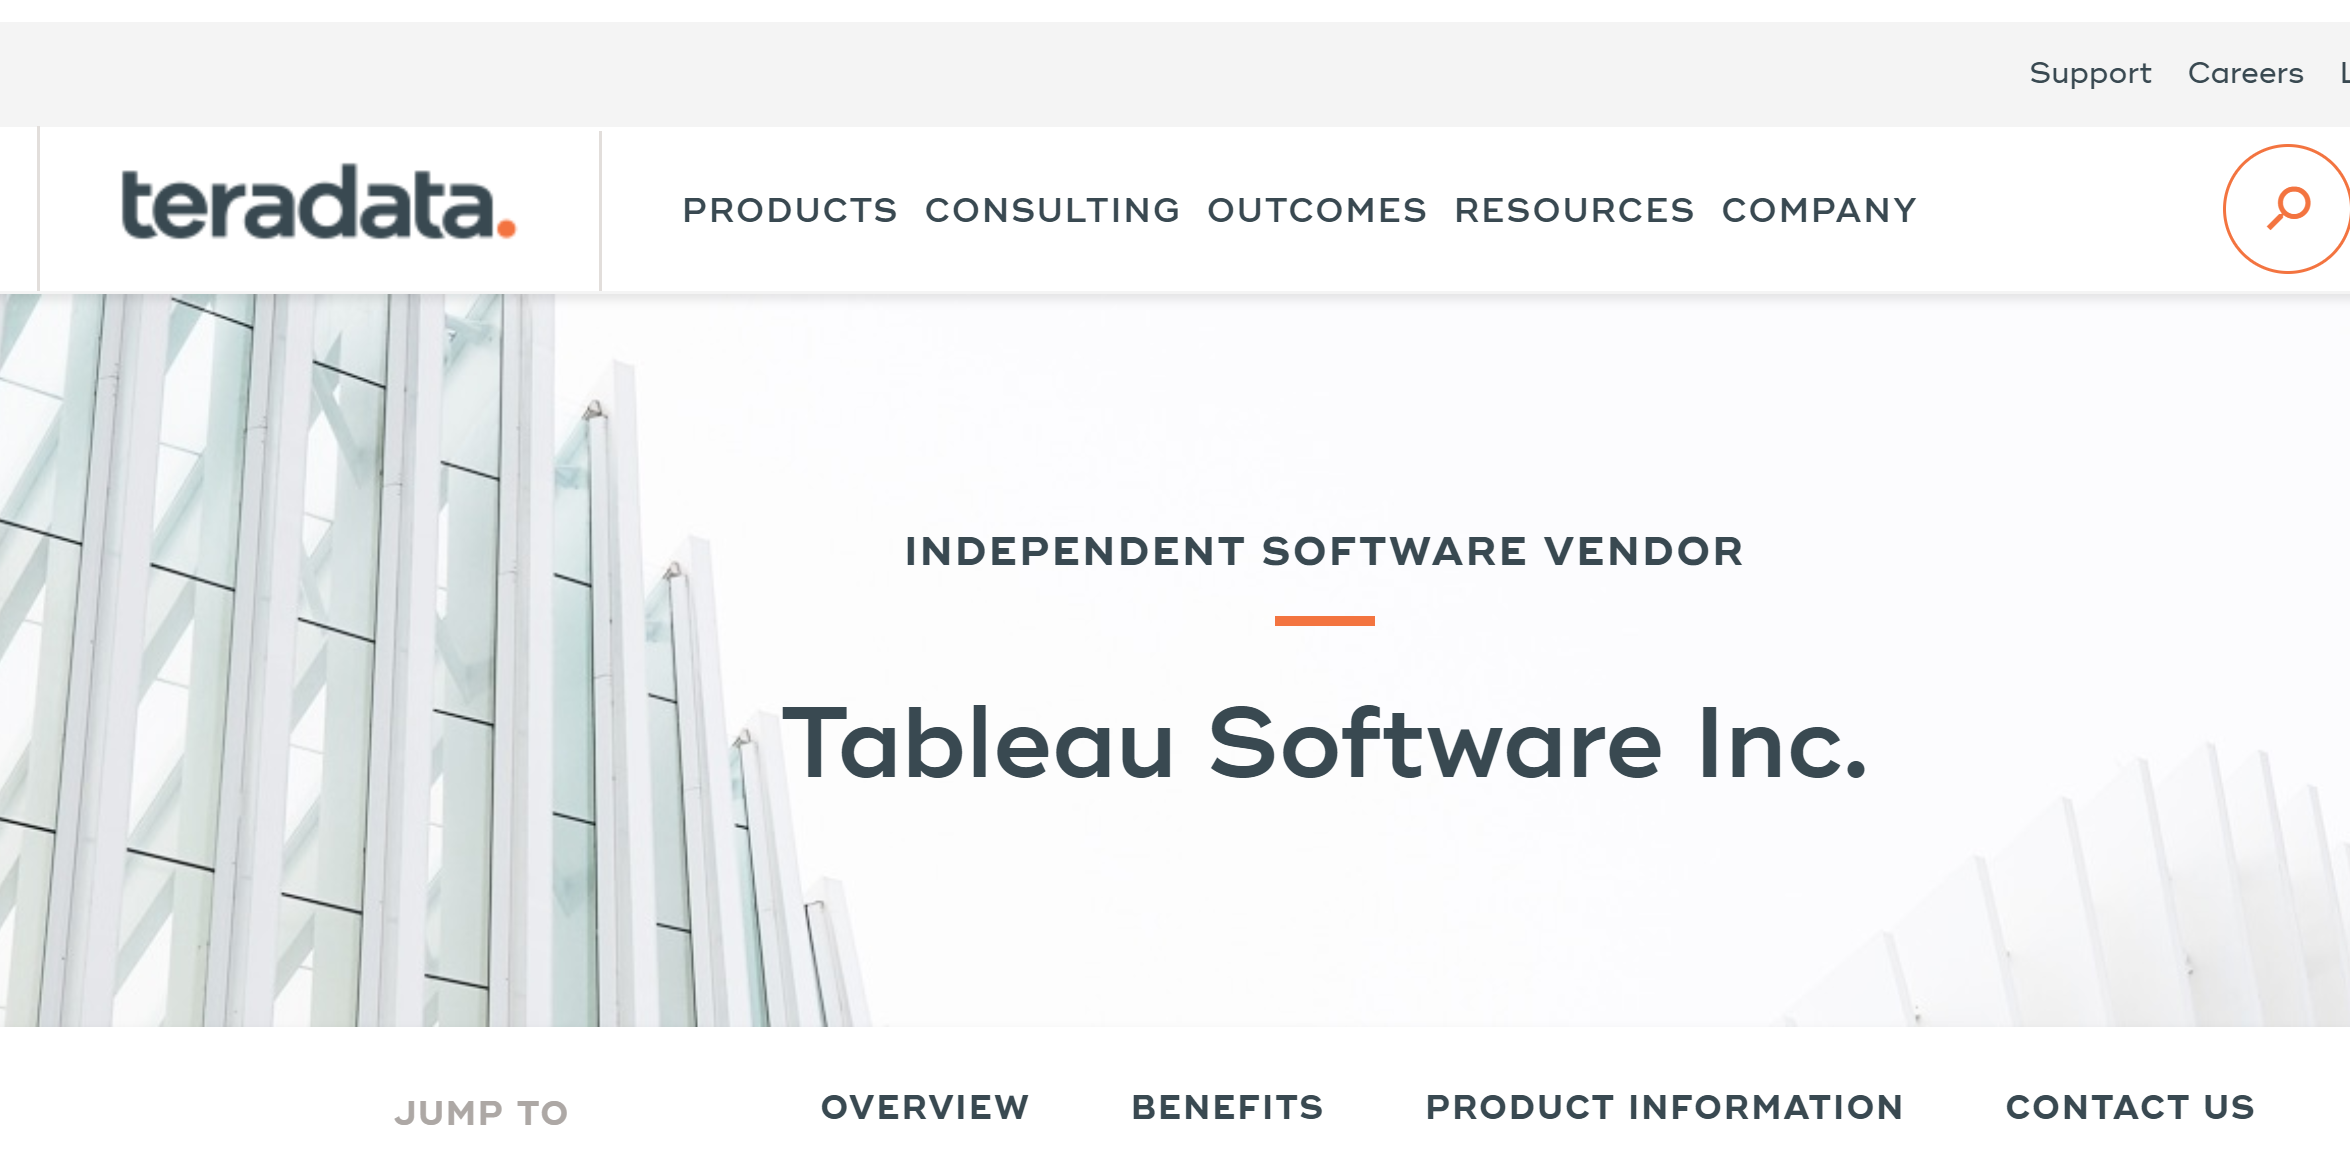 Support Careers
teradata.
PRODUCTS CONSULTING OUTCOMES RESOURCES COMPANY
INDEPENDENT SOFTWARE VENDOR
Tableau Software Inc.
JUMP TO OVERVIEW BENEFITS PRODUCT INFORMATION CONTACT US